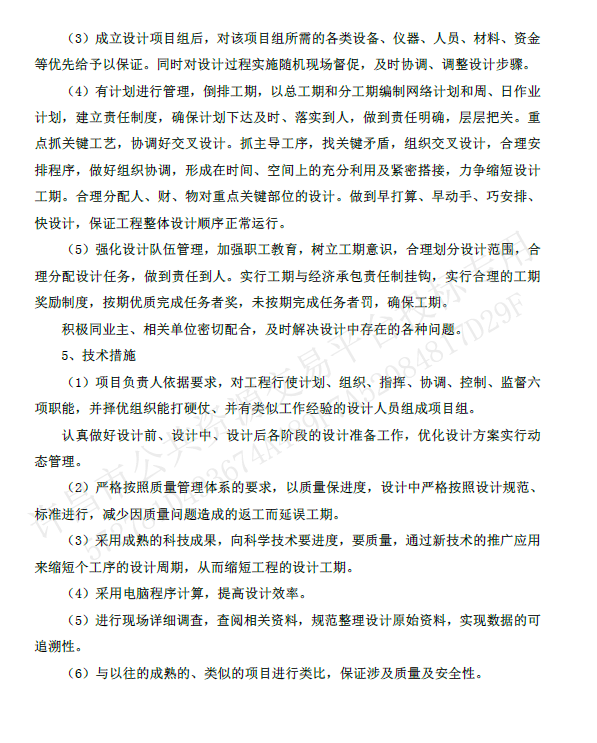 （3）成立设计项目组后，对该项目组所需的各类设备、仪器、人员、材料、资金
等优先给予以保证。同时对设计过程实施随机现场督促，及时协调、调整设计步骤。
（4）有计划进行管理，倒排工期，以总工期和分工期编制网络计划和周、日作业
计划，建立责任制度，确保计划下达及时、落实到人，做到责任明确，层层把关。重
点抓关键工艺，协调好交叉设计。抓主导工序，找关键矛盾，组织交叉设计，合理安
排程序，做好组织协调，形成在时间、空间上的充分利用及紧密搭接，力争缩短设计
工期。合理分配人、财、物对重点关键部位的设计。做到早打算、早动手、巧安排、
快设计，保证工程整体设计顺序正常运行。
（5）强化设计队伍管理，加强职工教育，树立工期意识，合理划分设计范围，合
理分配设计任务，做到责任到人。实行工期与经济承包责任制挂钩，实行合理的工期
奖励制度，按期优质完成任务者奖，未按期完成任务者罚，确保工期。
积极同业主、相关单位密切配合，及时解决设计中存在的各种问题。
5、技术措施
（1）项目负责人依据要求，对工程行使计划、组织、指挥、协调、控制、监督六
项职能，并择优组织能打硬仗、并有类似工作经验的设计人员组成项目组。
认真做好设计前、设计中、设计后各阶段的设计准备工作，优化设计方案实行动
态管理。
（2）严格按照质量管理体系的要求，以质量保进度，设计中严格按照设计规范、
标准进行，减少因质量问题造成的返工而延误工期。
（3）采用成熟的科技成果，向科学技术要进度，要质量，通过新技术的推广应用
来缩短个工序的设计周期，从而缩短工程的设计工期。
（4）采用电脑程序计算，提高设计效率。
（5）进行现场详细调查，查阅相关资料，规范整理设计原始资料，实现数据的可
追溯性。
（6）与以往的成熟的、类似的项目进行类比，保证涉及质量及安全性。
许昌市公共资源交易平台投标专用